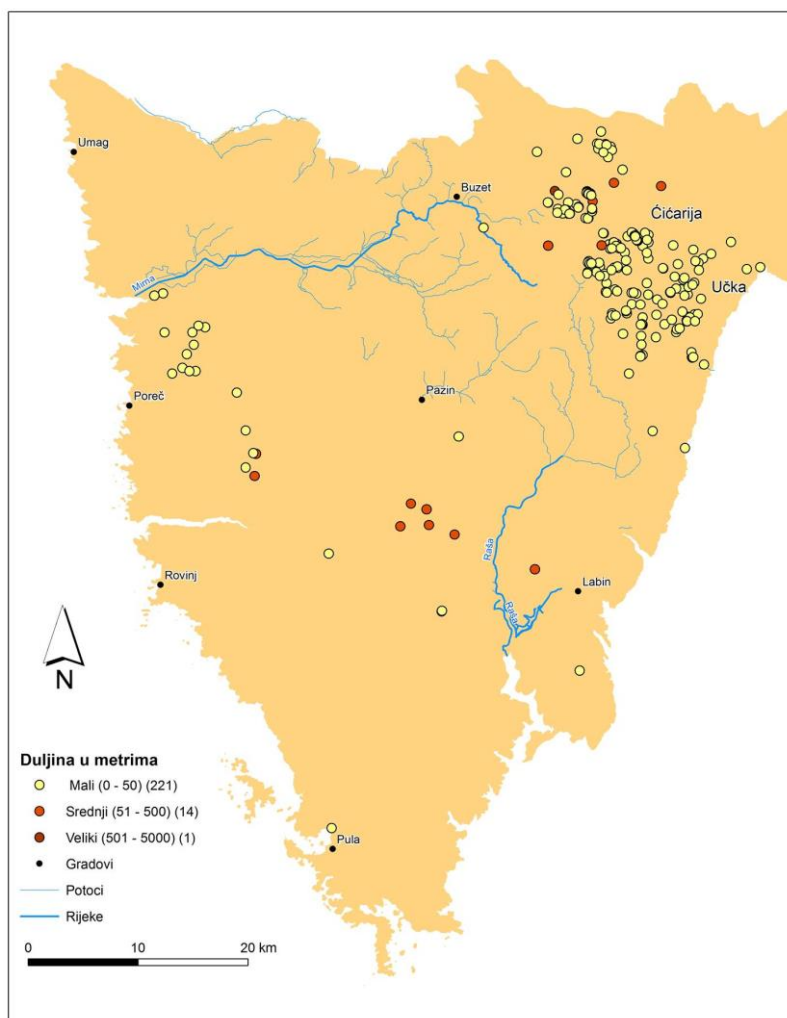 Umag
Buzet
Ćićarija
Učka
Mirna
Poreč
Pazin
Raša
Rovinj
Labin
Raša
N
Duljina u metrima
Mali (0 - 50) (221)
Srednji (51 - 500) (14)
Veliki (501 - 5000) (1)
Pula
Gradovi
Potoci
Rijeke
0 10 20 km